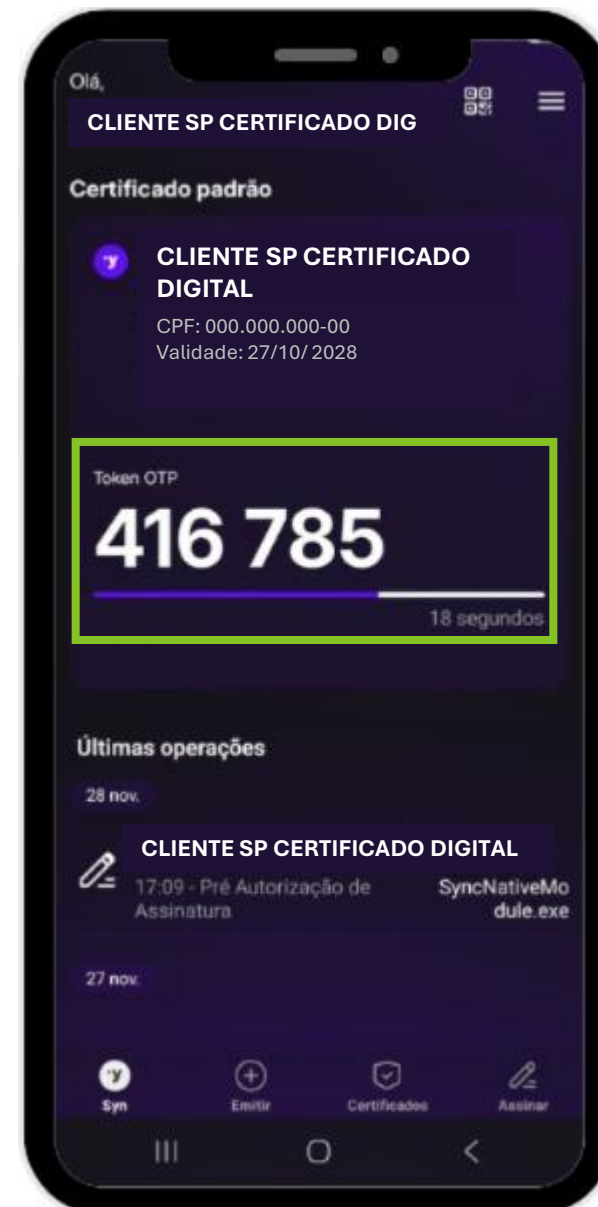 Olá,
CLIENTE SP CERTIFICADO DIG
Certificado padrão
CLIENTE SP CERTIFICADO
DIGITAL
CPF: 000.000.000-00
Validade: 27/10/ 2028
Token OTP
416 785
18 segundos
Últimas operações
28 nov.
CLIENTE SP CERTIFICADO DIGITAL
17:09 - Pré Autorização de
Assinatura
SyncNativeMo
dule.exe
27 nov.
Syn
Emitir
Certificados
Assinar